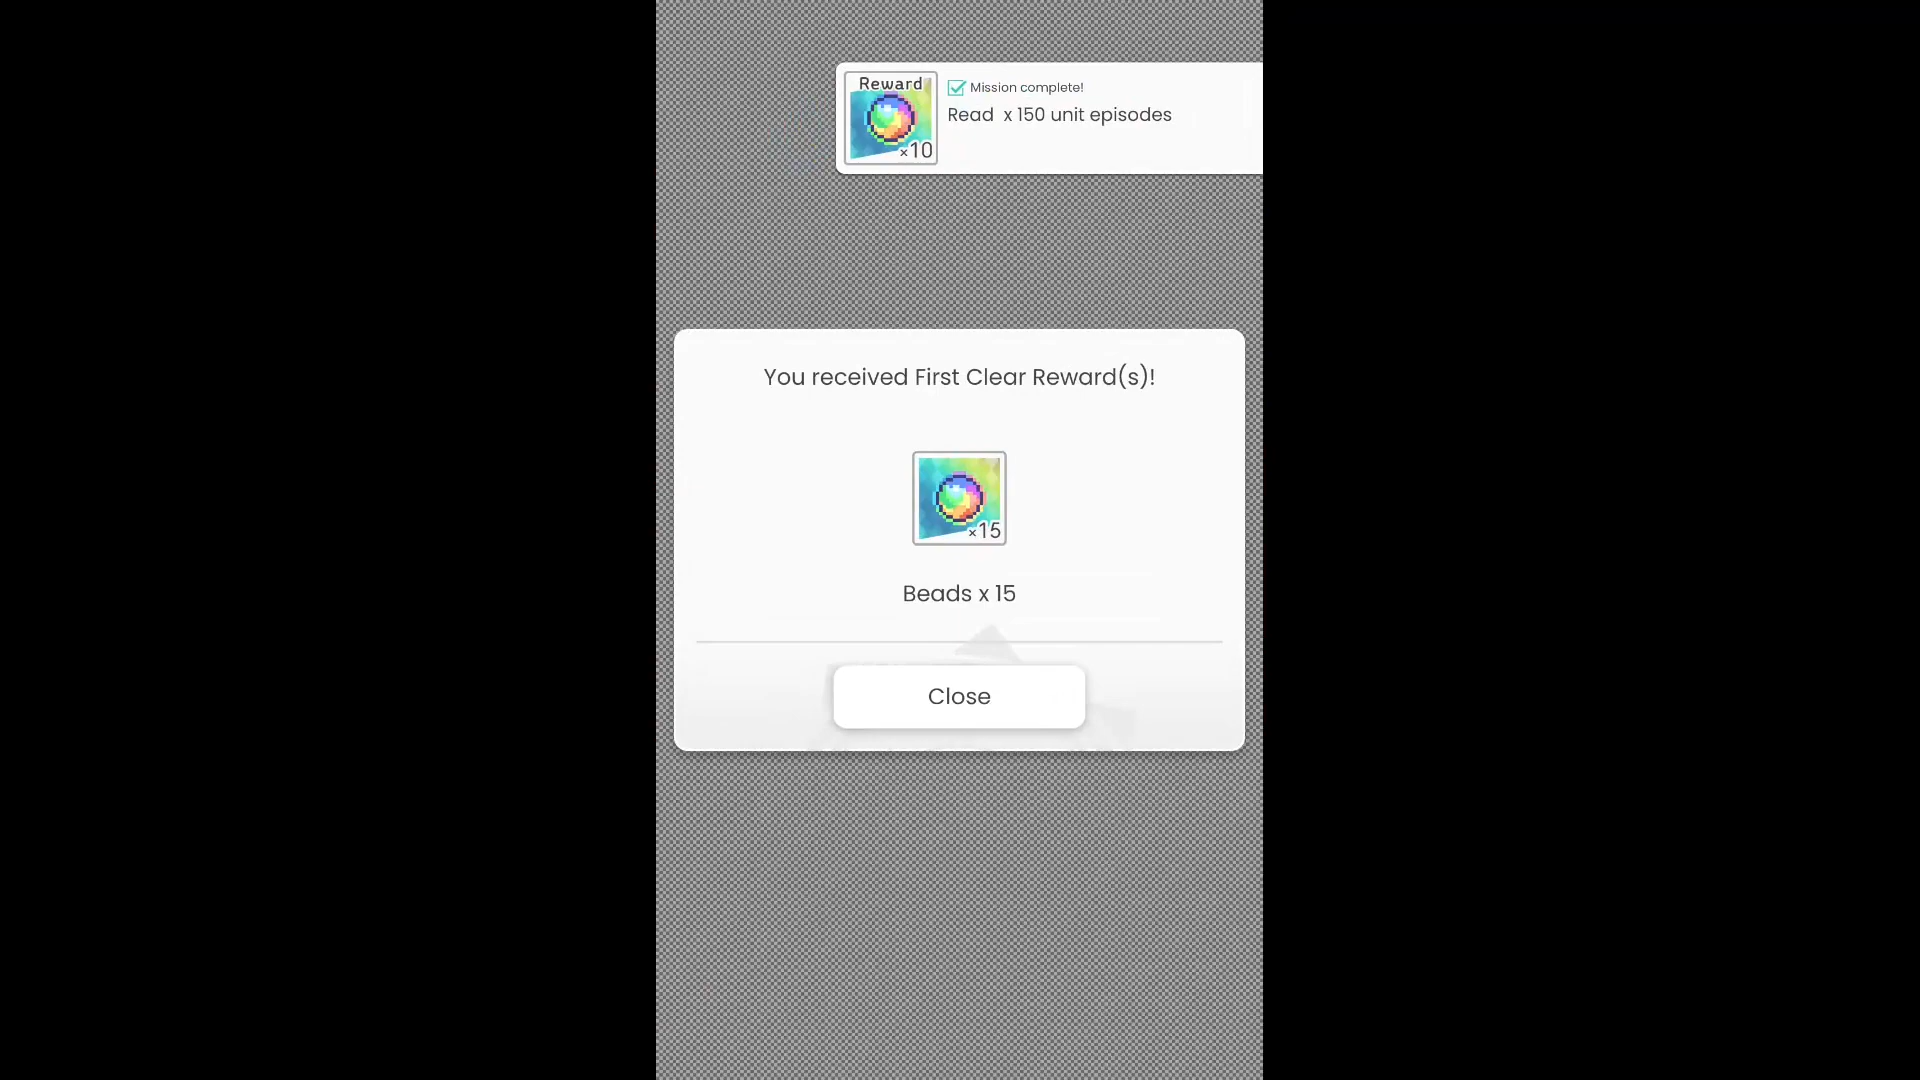 Reward
×10
Mission complete!
Read x 150 unit episodes
You received First Clear Reward(s)!
×15
Beads x 15
Close